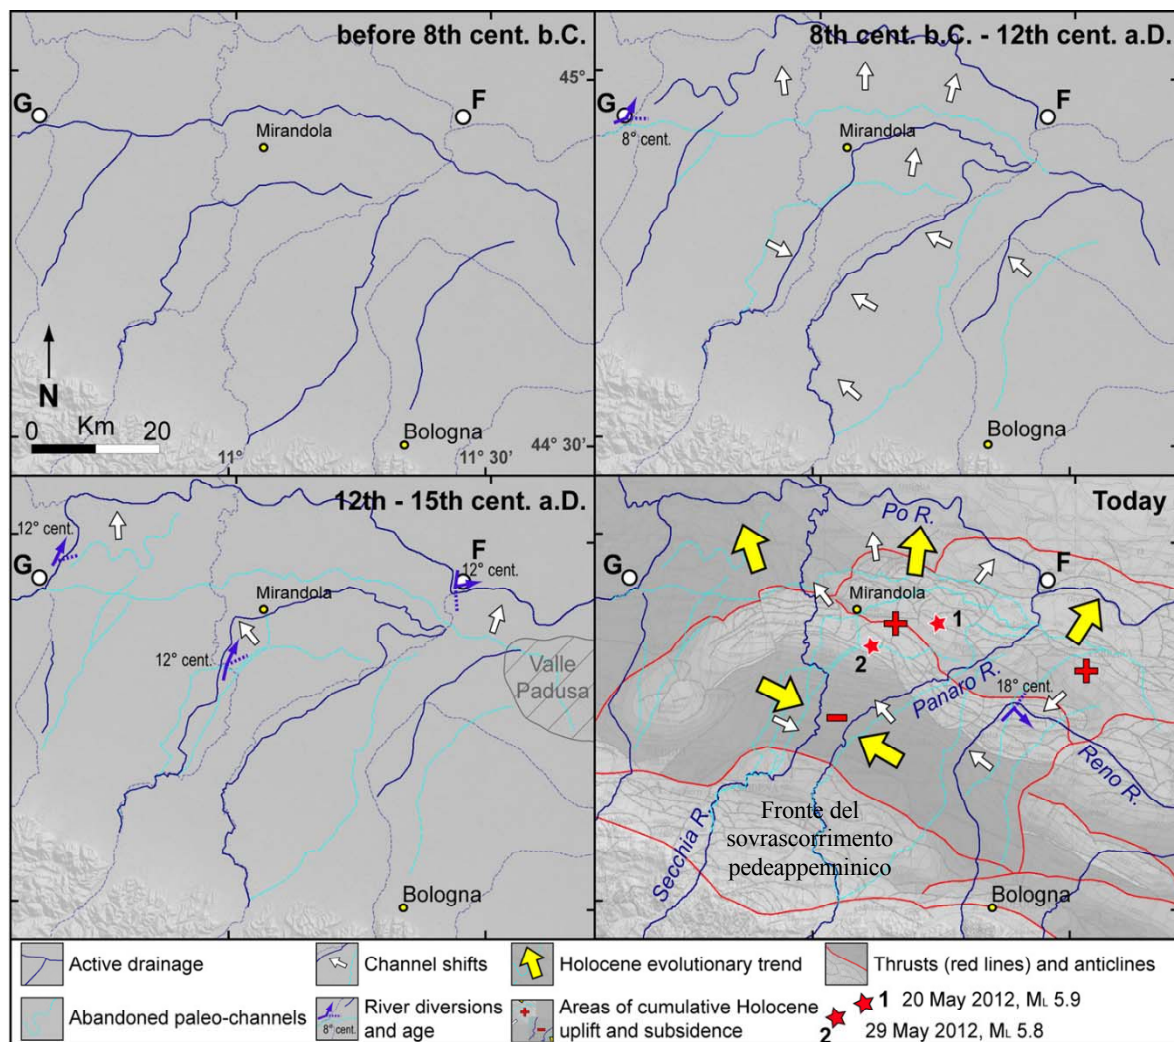 before 8th cent. b.C.
G
F
Mirandola
N
Km
0 20
Bologna
11°
11° 30'
44° 30'
8th cent. b.C. - 12th cent. a.D.
45°
G
F
8° cent.
Mirandola
Bologna
12th - 15th cent. a.D.
12° cent.
G
F
12° cent.
Mirandola
12° cent.
Valle
Padusa
Bologna
Today
Po R.
G
F
Mirandola
1
2
Panaro R.
18° cent.
Reno R.
Secchia R.
Fronte del
sovrascorrimento
pedeappenninico
Bologna
Active drainage
Channel shifts
Holocene evolutionary trend
Thrusts (red lines) and anticlines
Abandoned paleo-channels
8° cent.
River diversions
and age
Areas of cumulative Holocene
uplift and subsidence
1 20 May 2012, ML 5.9
2 29 May 2012, ML 5.8